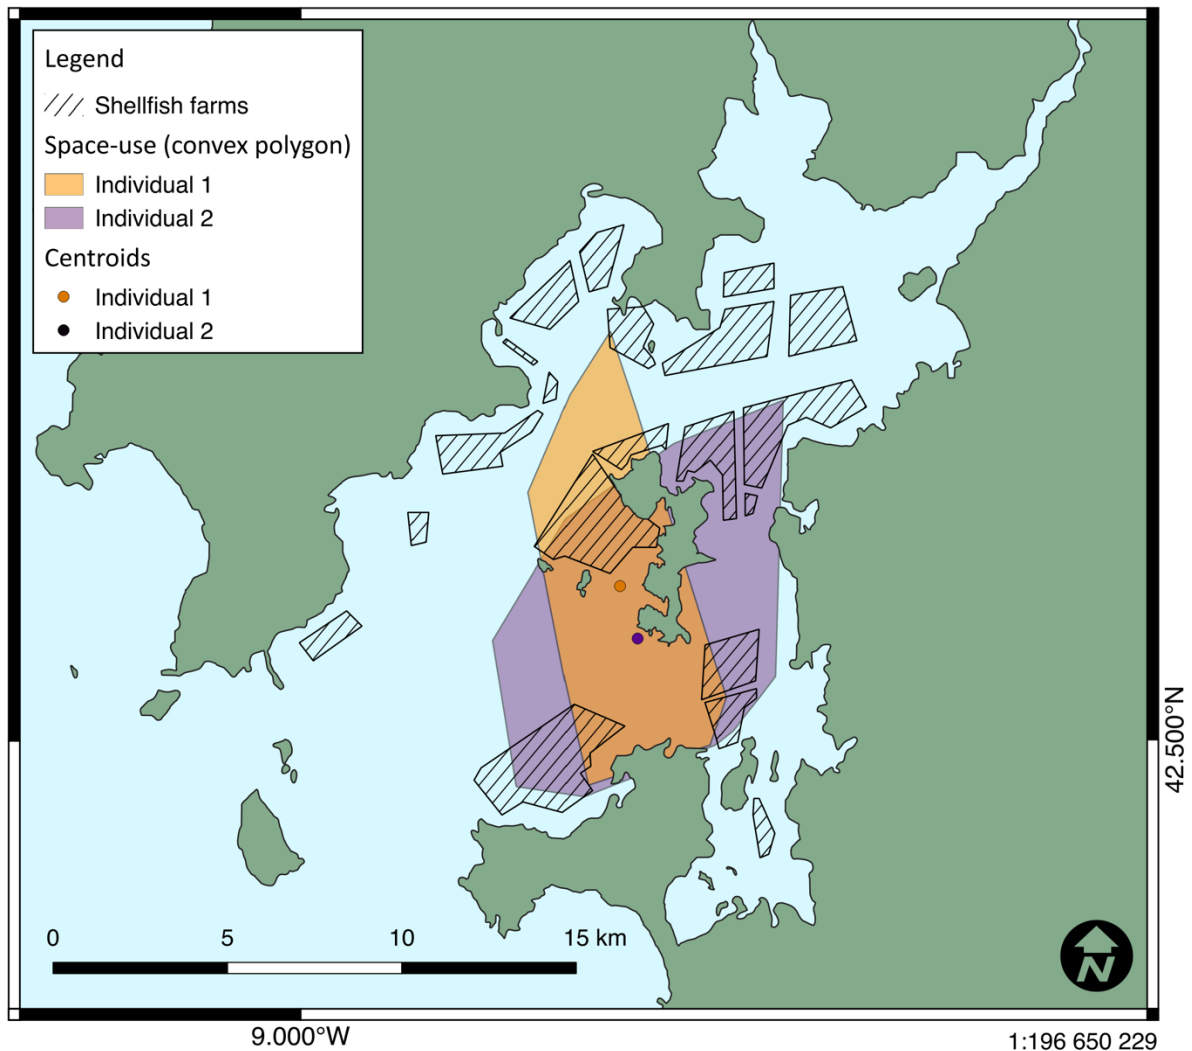 Legend
Shellfish farms
Space-use (convex polygon)
Individual 1
Individual 2
Centroids
Individual 1
Individual 2
0 5 10 15 km
N
42.500°N
9.000°W
1:196 650 229